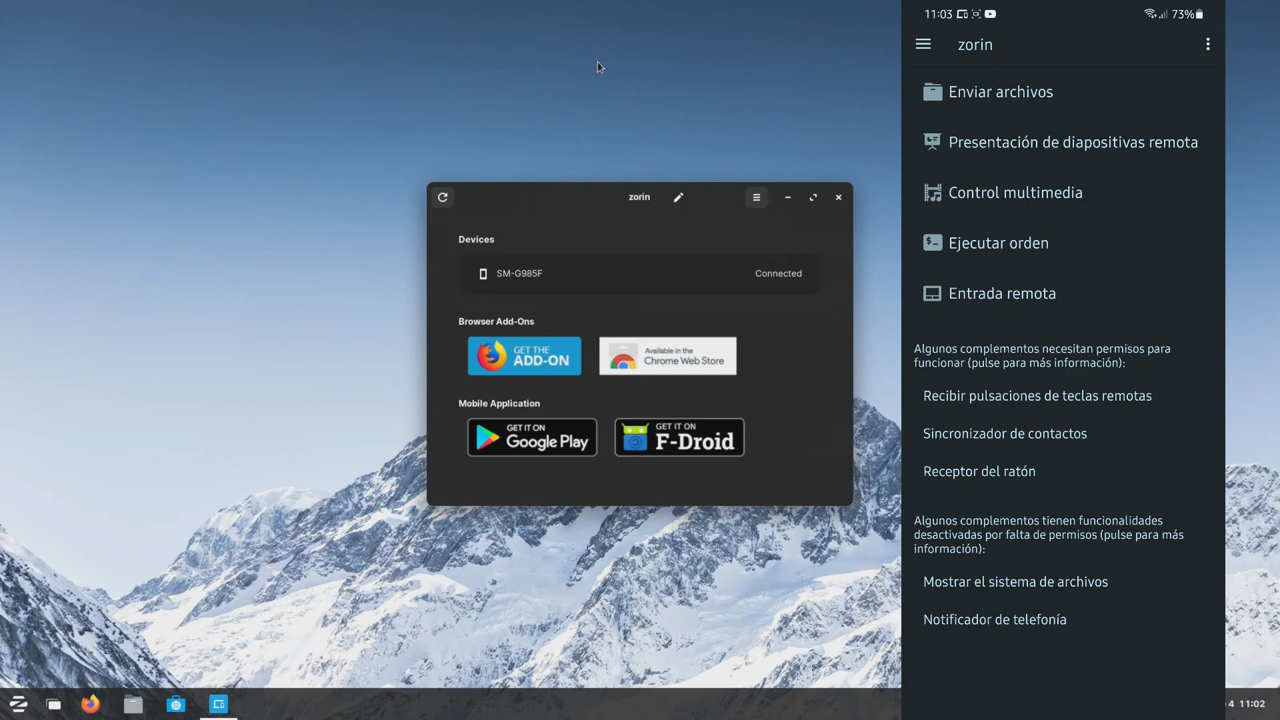 zorin
Devices
SM-G985F Connected
Browser Add-Ons
GET THE
ADD-ON
Available in the
Chrome Web Store
Mobile Application
GET IT ON
Google Play
GET IT ON
F-Droid
11:03 73%
zorin
Enviar archivos
Presentación de diapositivas remota
Control multimedia
Ejecutar orden
Entrada remota
Algunos complementos necesitan permisos para
funcionar (pulse para más información):
Recibir pulsaciones de teclas remotas
Sincronizador de contactos
Receptor del ratón
Algunos complementos tienen funcionalidades
desactivadas por falta de permisos (pulse para más
información):
Mostrar el sistema de archivos
Notificador de telefonía
4 11:02